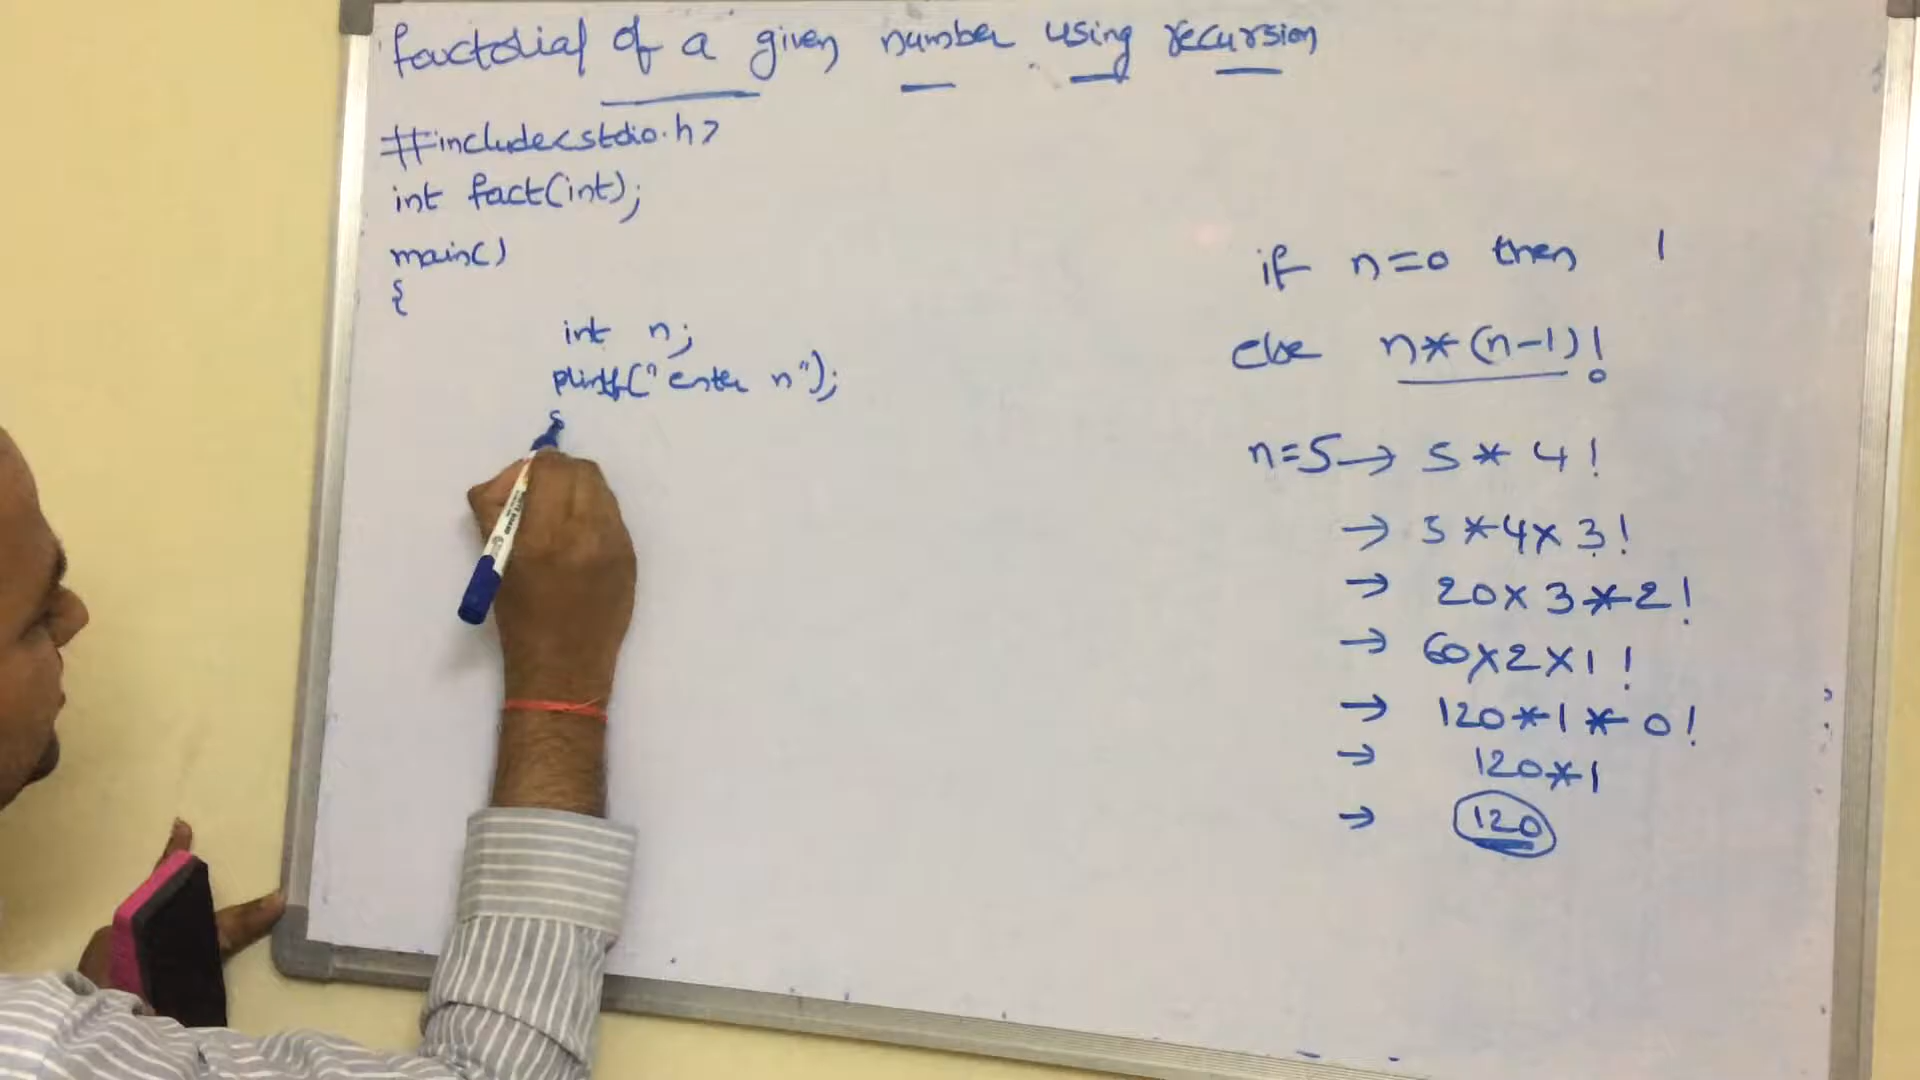 factorial of a given number using recursion
#include<stdio.h>
int fact(int);
main()
{
int n;
printf("enter n");
s
if n=0 then 1
else n*(n-1)!
n=5→ 5* 4!
→ 5*4x3!
→ 20x3*2!
→ 60x2x1!
→ 120*1*0!
→ 120*1
→ 120